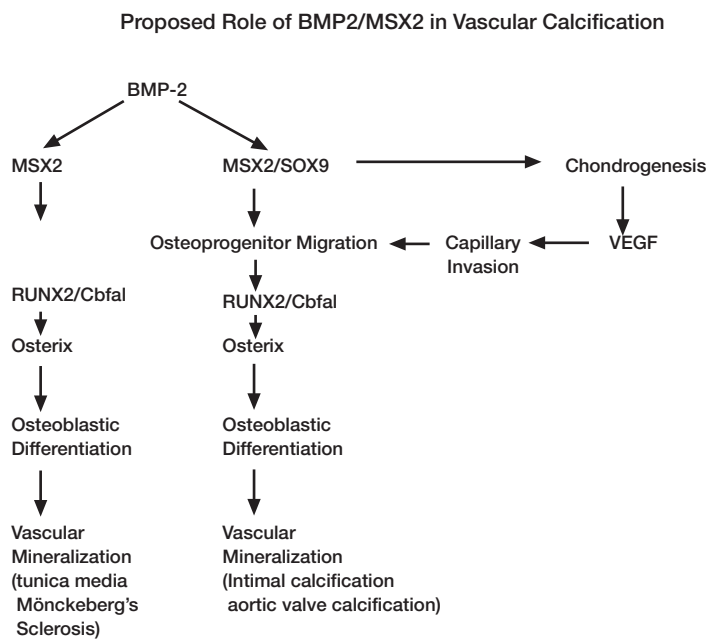 Proposed Role of BMP2/MSX2 in Vascular Calcification
BMP-2
MSX2
MSX2/SOX9
Chondrogenesis
Osteoprogenitor Migration
Capillary
Invasion
VEGF
RUNX2/Cbfal
RUNX2/Cbfal
Osterix
Osterix
Osteoblastic
Differentiation
Osteoblastic
Differentiation
Vascular
Mineralization
(tunica media
Mönckeberg's
Sclerosis)
Vascular
Mineralization
(Intimal calcification
aortic valve calcification)